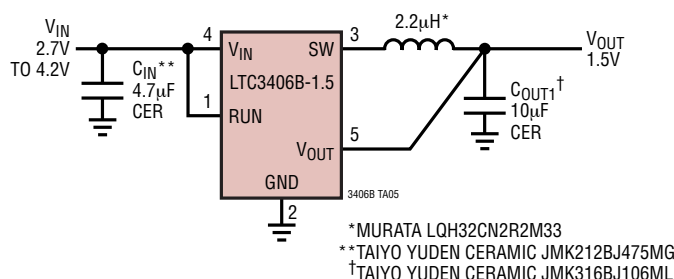 VIN
2.7V
TO 4.2V
CIN**
4.7µF
CER
4
VIN
SW
3
2.2µH*
VOUT
1.5V
LTC3406B-1.5
1
RUN
COUT1†
10µF
CER
VOUT
5
GND
2
3406B TA05
*MURATA LQH32CN2R2M33
**TAIYO YUDEN CERAMIC JMK212BJ475MG
†TAIYO YUDEN CERAMIC JMK316BJ106ML